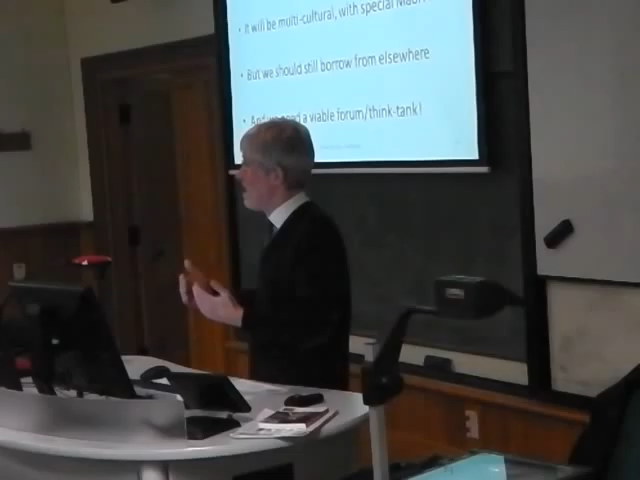 • It will be multi-cultural, with special Maori
• But we should still borrow from elsewhere
• And we need a viable forum/think-tank!